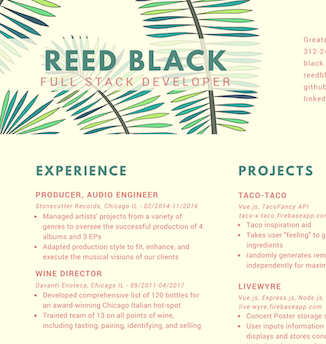 REED BLACK
FULL STACK DEVELOPER
312-2
black.
reedbl
github
linked
EXPERIENCE
PRODUCER, AUDIO ENGINEER
Stonecutter Records, Chicago IL - 02/2014-11/2016
Managed artists' projects from a variety of
genres to oversee the successful production of 4
albums and 3 EPs
Adapted production style to fit, enhance, and
execute the musical visions of our clients
WINE DIRECTOR
Davanti Enoteca, Chicago IL - 09/2011-04/2017
Developed comprehensive list of 120 bottles for
an award-winning Chicago Italian hot-spot
Trained team of 13 on all points of wine,
including tasting, pairing, identifying, and selling
PROJECTS
TACO-TACO
Vue.js, TacoFancy API
taco-x-taco.firebaseapp.com
Taco inspiration aid
Takes user "feeling" to g
ingredients
randomly generates rem
independently for maxim
LIVEWYRE
Vue.js, Express.js, Node.js,
live-wyre.firebaseapp.com
Concert Poster storage s
User inputs information
displays and stores conc